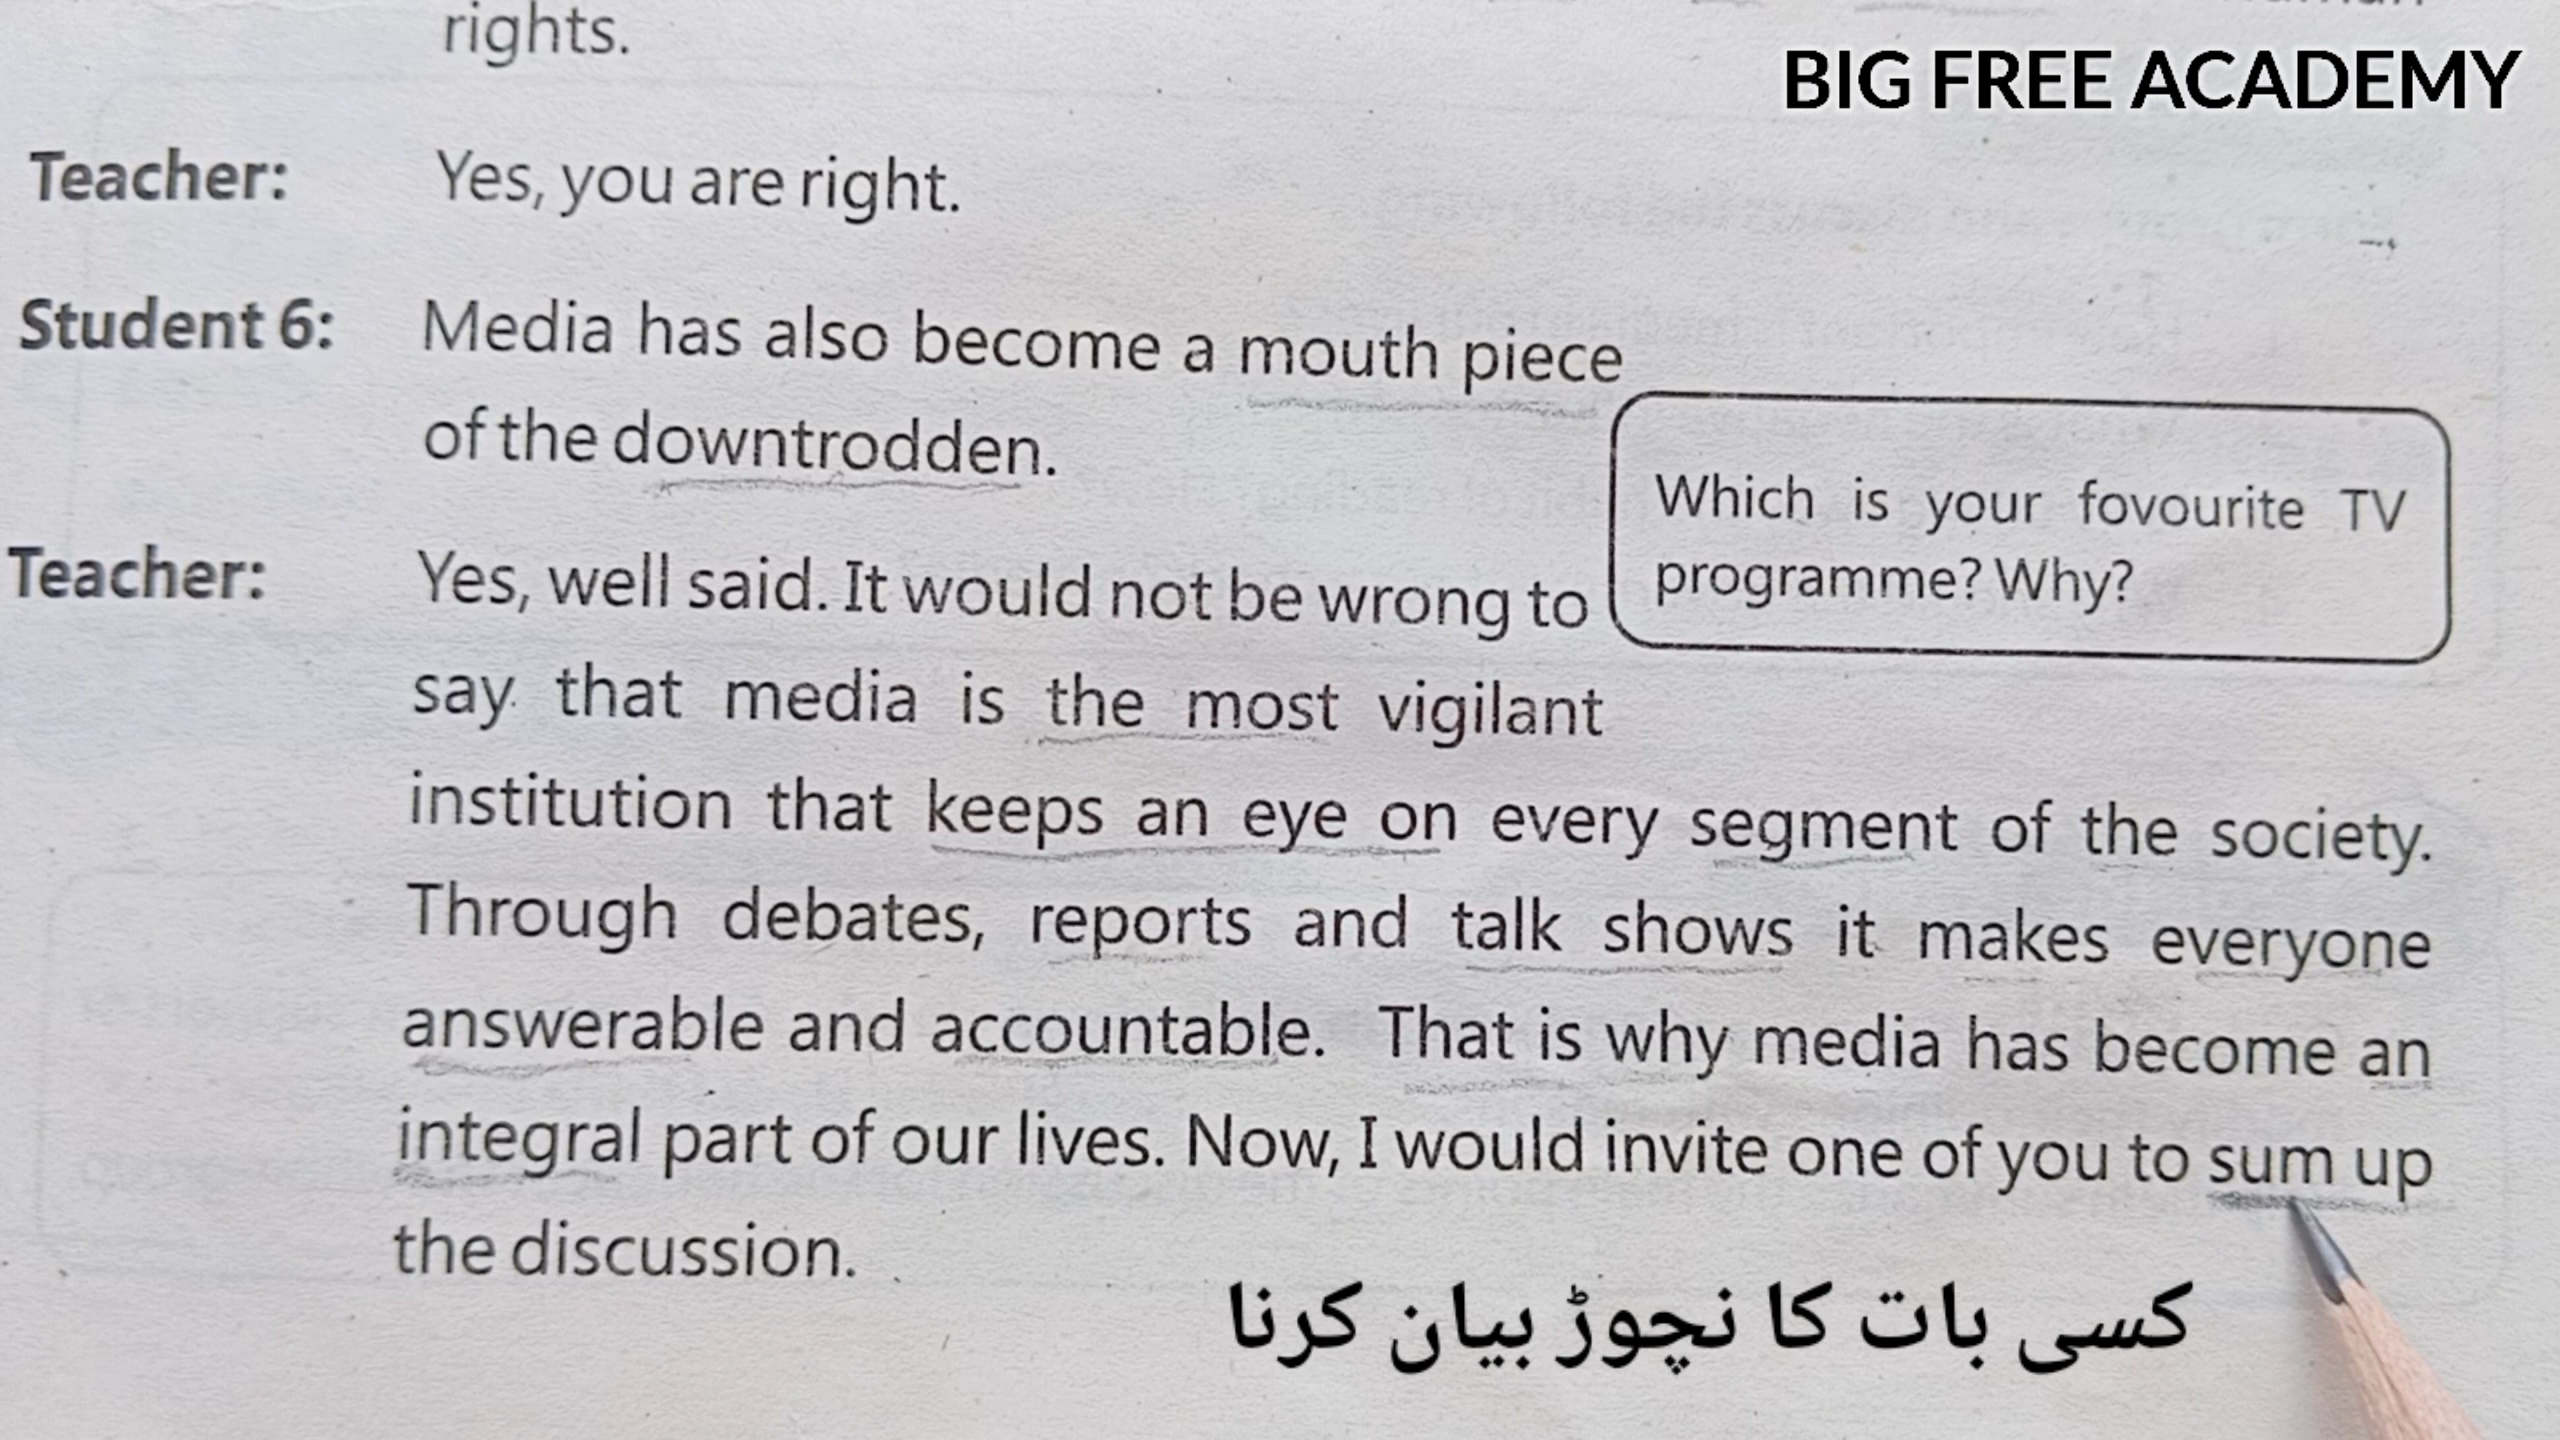 rights.
BIG FREE ACADEMY
Teacher: Yes, you are right.
Student 6: Media has also become a mouth piece
of the downtrodden.
Which is your fovourite TV
programme? Why?
Teacher: Yes, well said. It would not be wrong to
say that media is the most vigilant
institution that keeps an eye on every segment of the society.
Through debates, reports and talk shows it makes everyone
answerable and accountable. That is why media has become an
integral part of our lives. Now, I would invite one of you to sum up
the discussion.
کسی بات کا نچوڑ بیان کرنا